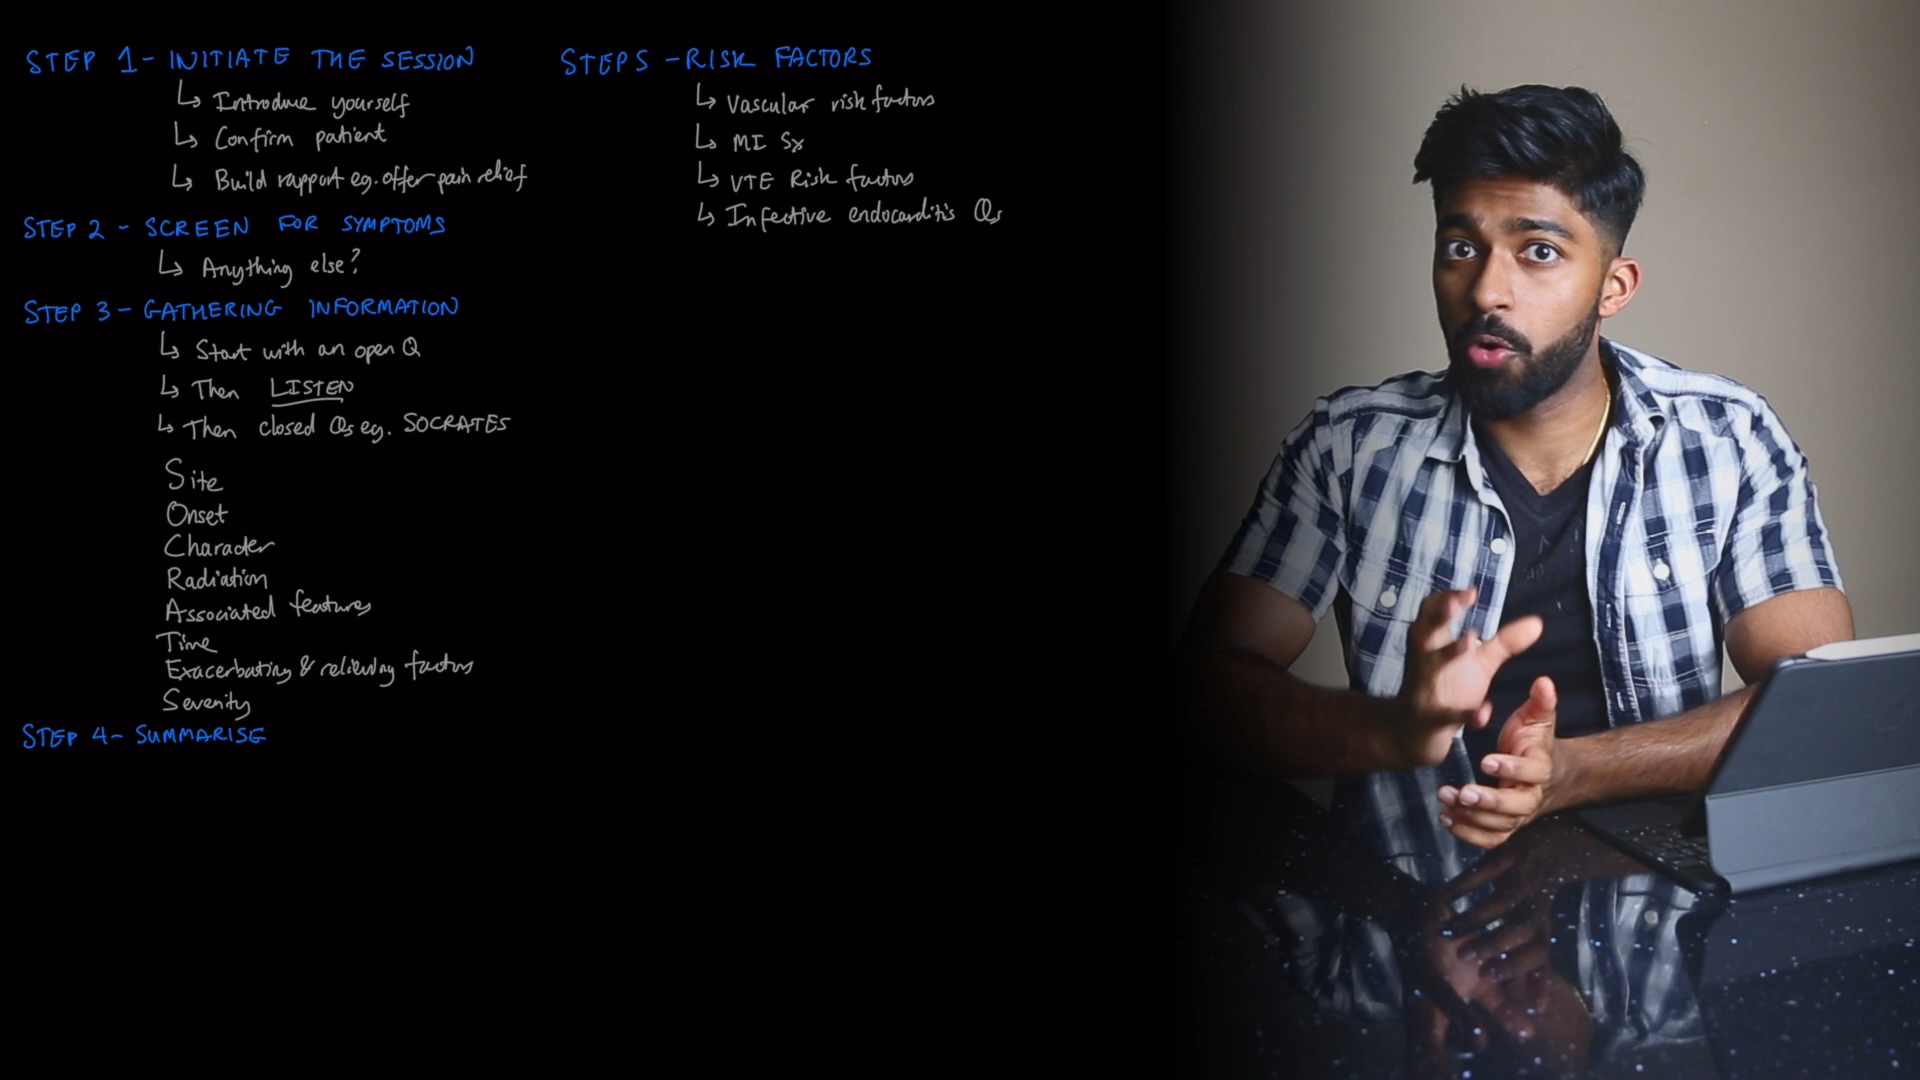 STEP 1 - INITIATE THE SESSION
↳ Introduce yourself
↳ Confirm patient
↳ Build rapport eg. offer pain relief
STEP 2 - SCREEN FOR SYMPTOMS
↳ Anything else?
STEP 3 - GATHERING INFORMATION
↳ Start with an open Q
↳ Then LISTEN
↳ Then closed Qs eg. SOCRATES
Site
Onset
Character
Radiation
Associated features
Time
Exacerbating & relieving factors
Severity
STEP 4 - SUMMARISE
STEP 5 - RISK FACTORS
↳ Vascular risk factors
↳ MI Sx
↳ VTE Risk factors
↳ Infective endocarditis Qs